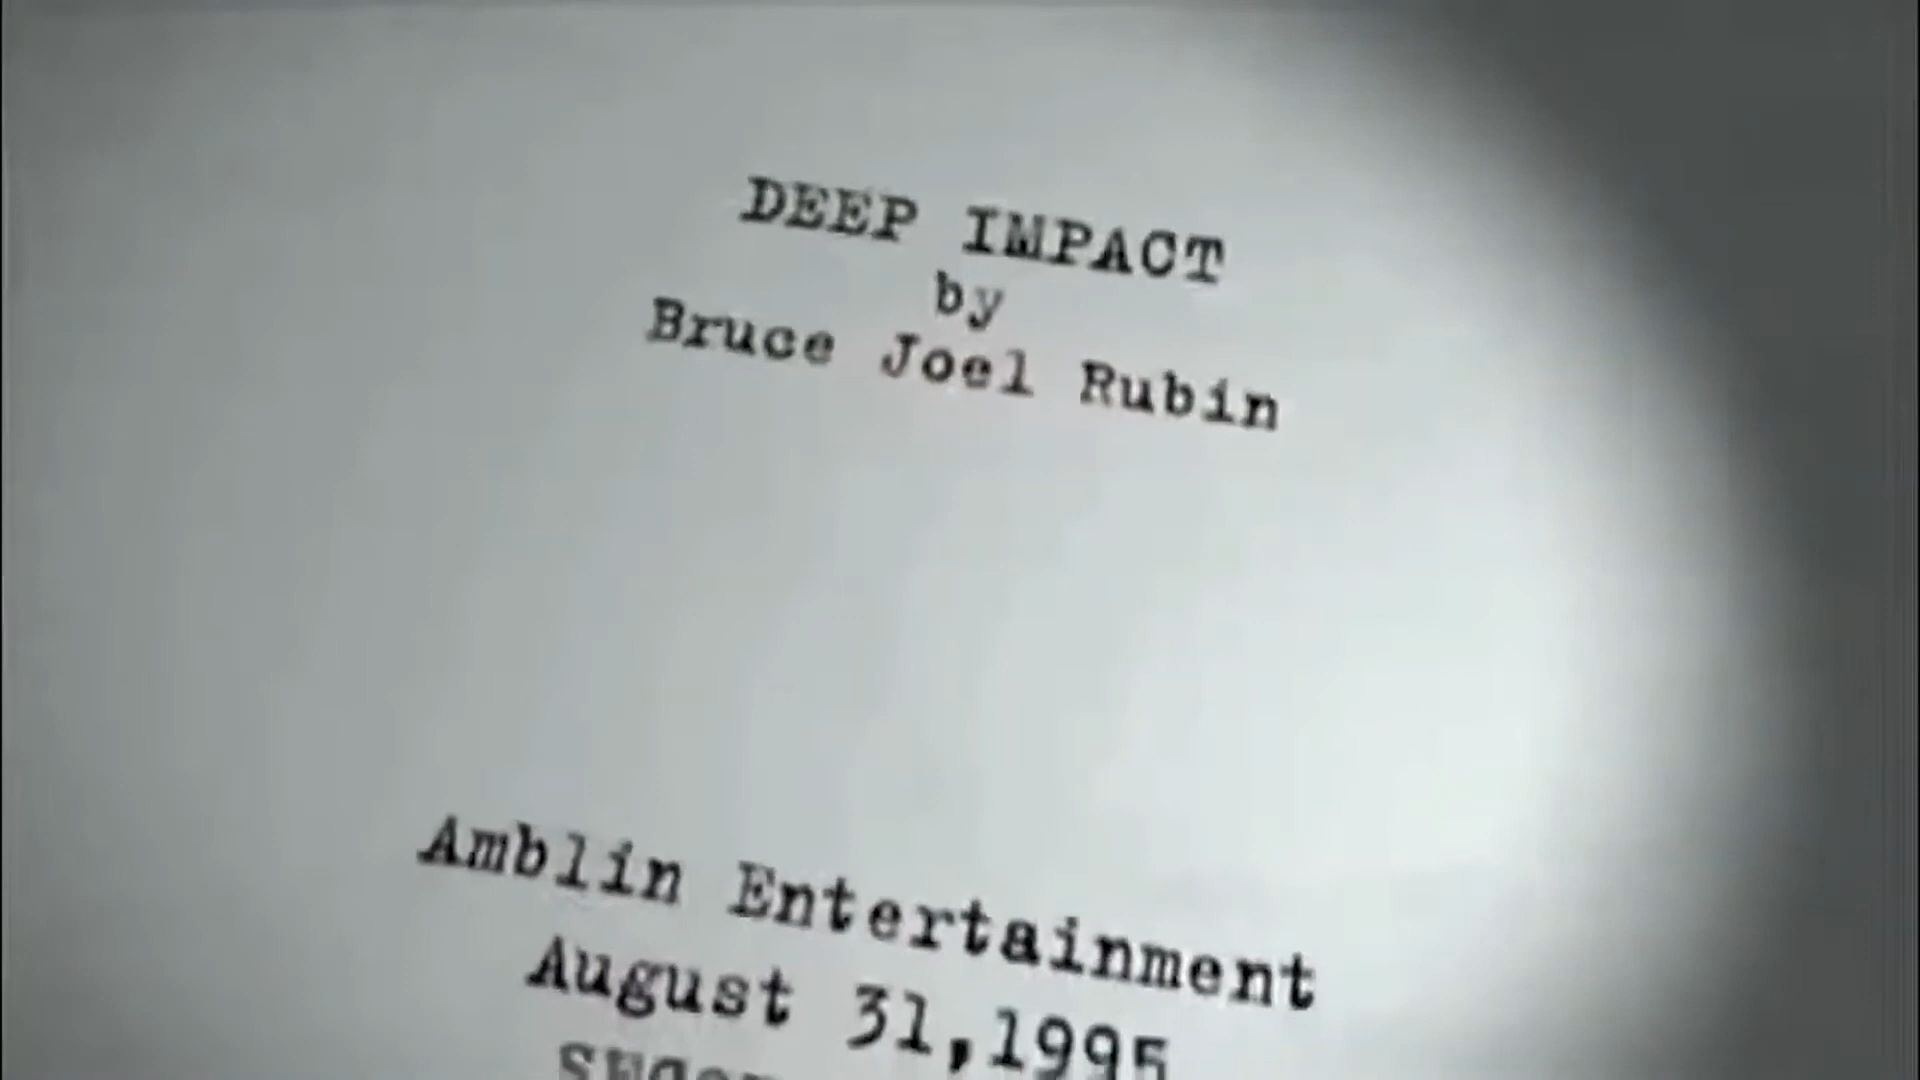 DEEP IMPACT
by
Bruce Joel Rubin
Amblin Entertainment
August 31,1995